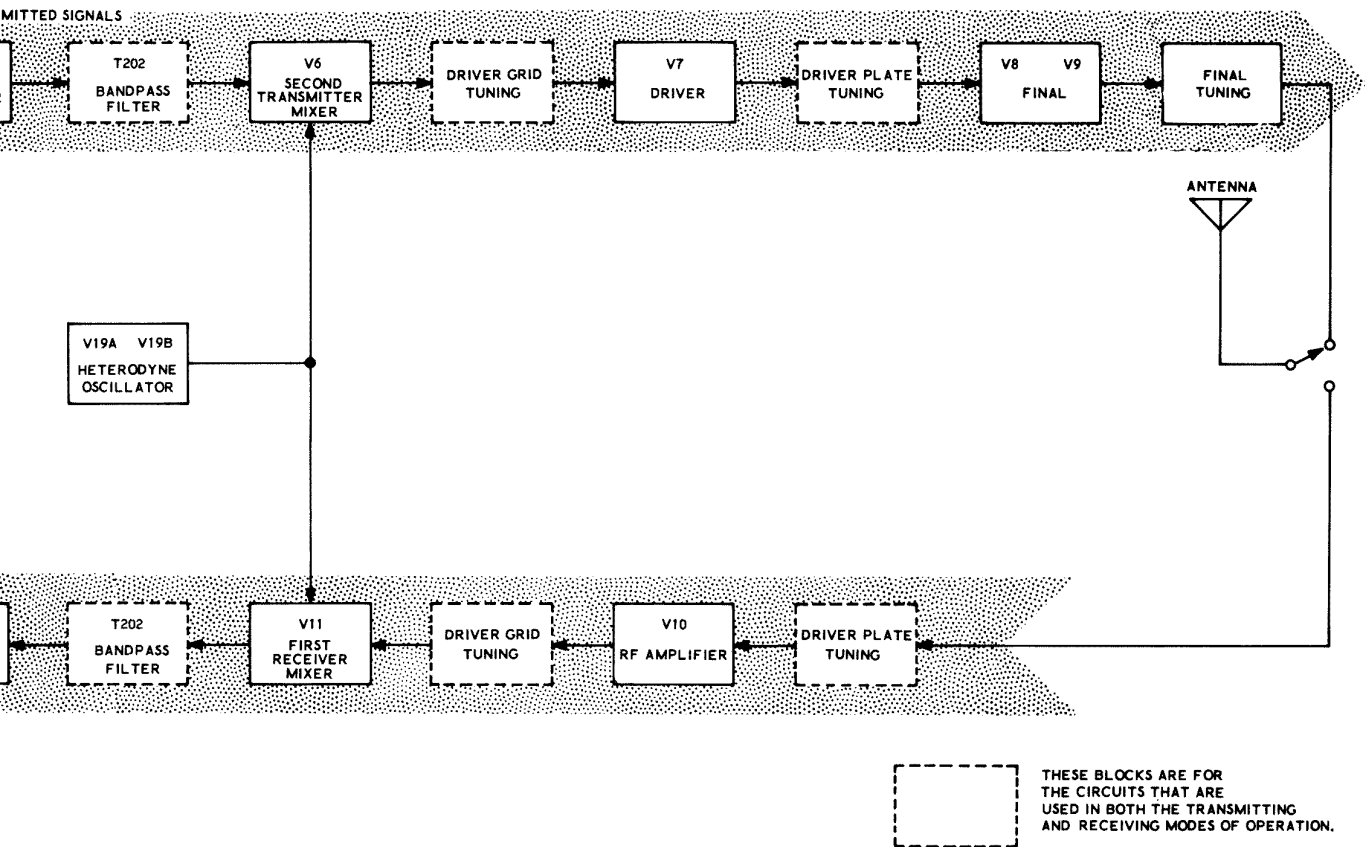 MITTED SIGNALS
T202
BANDPASS
FILTER
V6
SECOND
TRANSMITTER
MIXER
DRIVER GRID
TUNING
V7
DRIVER
DRIVER PLATE
TUNING
V8 V9
FINAL
FINAL
TUNING
ANTENNA
V19A V19B
HETERODYNE
OSCILLATOR
T202
BANDPASS
FILTER
V11
FIRST
RECEIVER
MIXER
DRIVER GRID
TUNING
V10
RF AMPLIFIER
DRIVER PLATE
TUNING
THESE BLOCKS ARE FOR
THE CIRCUITS THAT ARE
USED IN BOTH THE TRANSMITTING
AND RECEIVING MODES OF OPERATION.